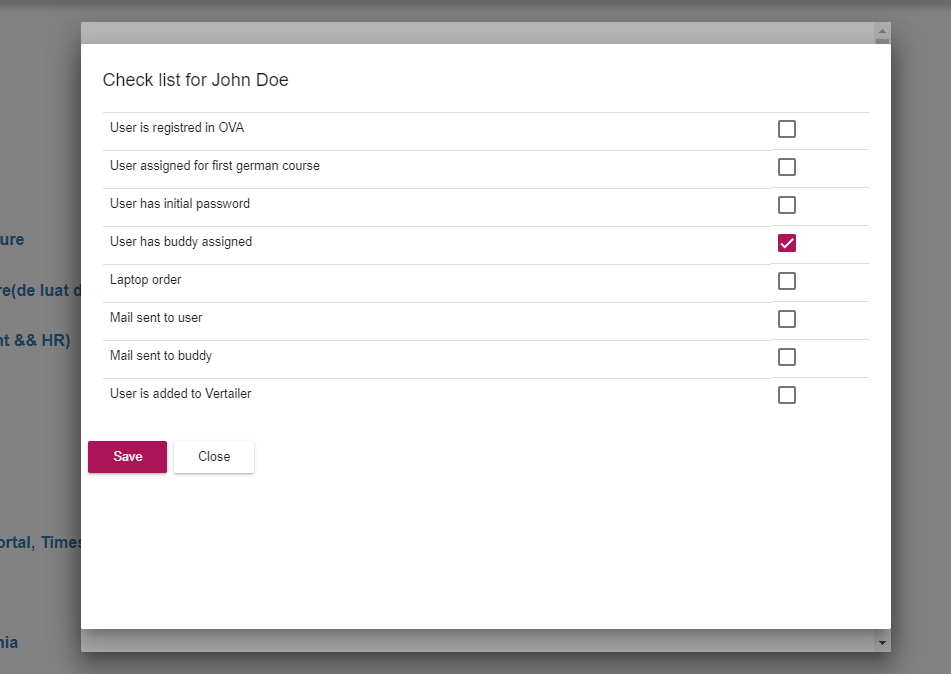 Check list for John Doe
User is registred in OVA
User assigned for first german course
User has initial password
ure
User has buddy assigned
Laptop order
re(de luat d
Mail sent to user
nt && HR)
Mail sent to buddy
User is added to Vertailer
Save
Close
ortal, Times
nia